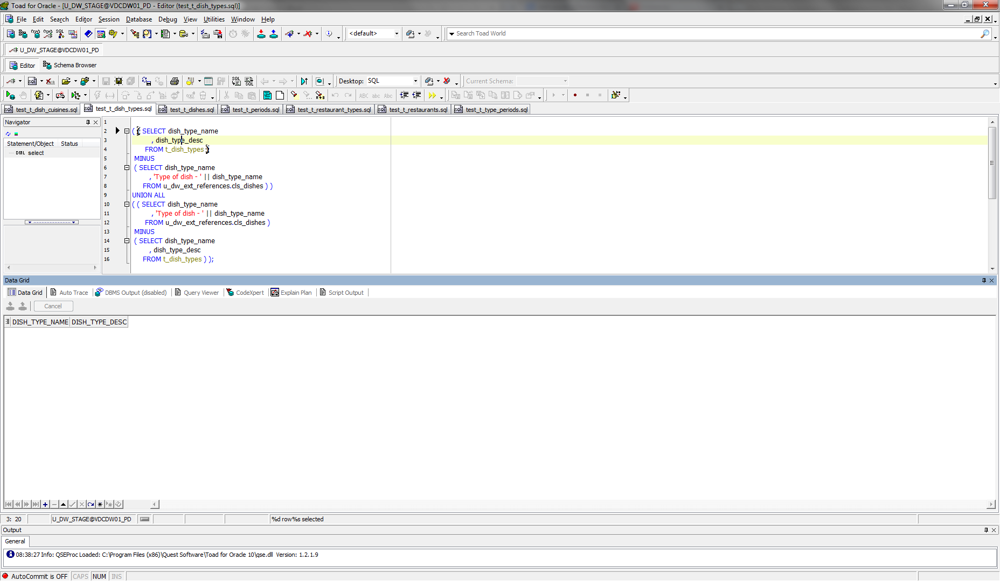 Toad for Oracle - [U_DW_STAGE@VDCDW01_PD - Editor (test_t_dish_types.sql)]
File Edit Search Editor Session Database Debug View Utilities Window Help
<default> Search Toad World
U_DW_STAGE@VDCDW01_PD
Editor Schema Browser
Desktop: SQL Current Schema:
test_t_dish_cuisines.sql test_t_dish_types.sql test_t_dishes.sql test_t_periods.sql test_t_restaurant_types.sql test_t_restaurants.sql test_t_type_periods.sql
Navigator
Statement/Object Status
DML select
1
2 ( ( SELECT dish_type_name
3 , dish_type_desc
4 FROM t_dish_types )
5 MINUS
6 ( SELECT dish_type_name
7 , 'Type of dish - ' || dish_type_name
8 FROM u_dw_ext_references.cls_dishes ) )
9 UNION ALL
10 ( ( SELECT dish_type_name
11 , 'Type of dish - ' || dish_type_name
12 FROM u_dw_ext_references.cls_dishes )
13 MINUS
14 ( SELECT dish_type_name
15 , dish_type_desc
16 FROM t_dish_types ) );
Data Grid
Data Grid Auto Trace DBMS Output (disabled) Query Viewer CodeXpert Explain Plan Script Output
Cancel
DISH_TYPE_NAME DISH_TYPE_DESC
3: 20 U_DW_STAGE@VDCDW01_PD %d row%s selected
Output
General
08:38:27 Info: QSEProc Loaded: C:\Program Files (x86)\Quest Software\Toad for Oracle 10\qse.dll Version: 1.2.1.9
AutoCommit is OFF CAPS NUM INS